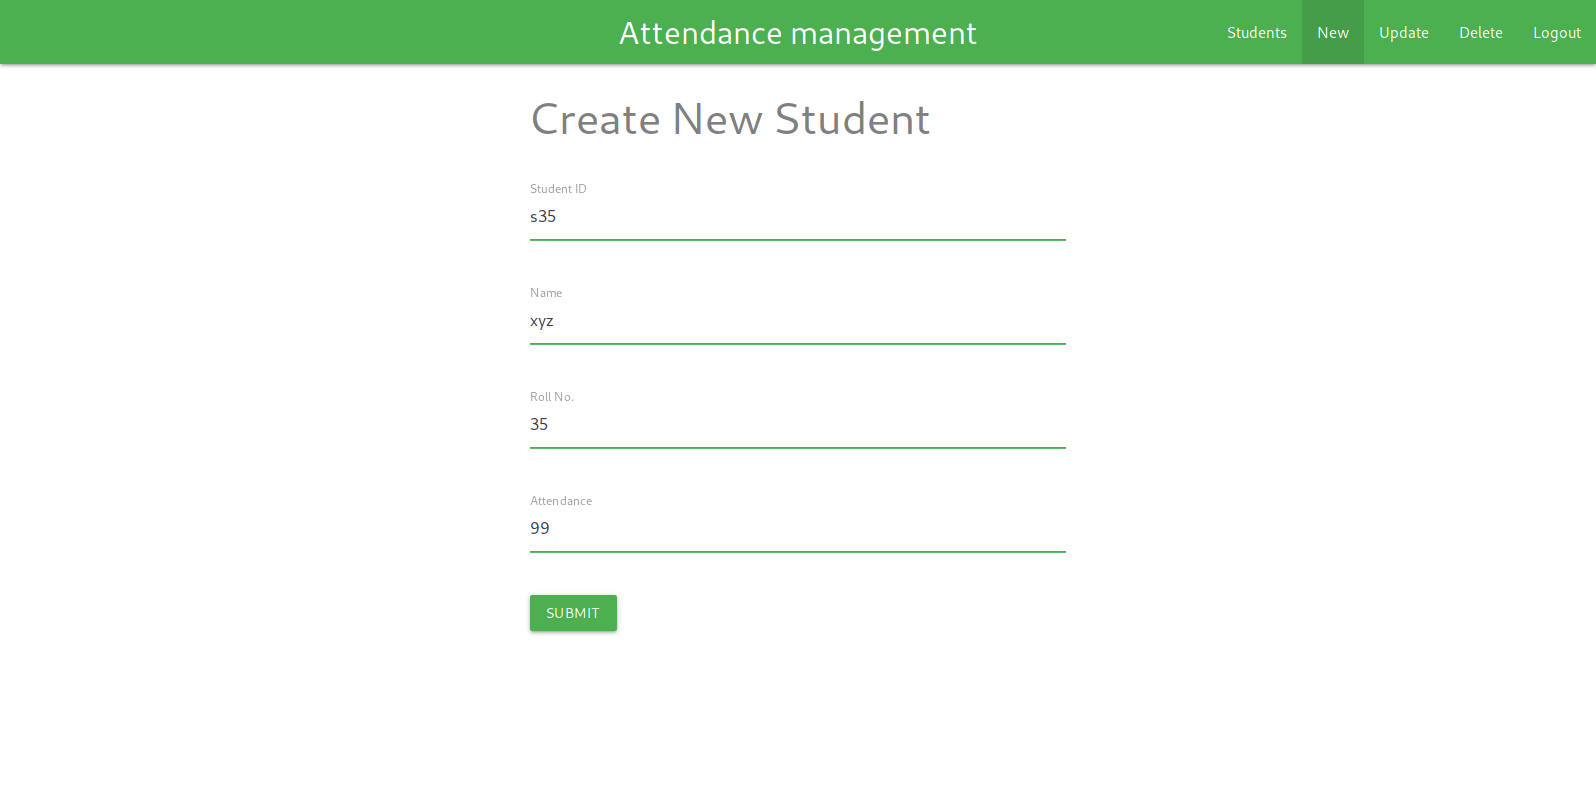 Attendance management
Students New Update Delete Logout
Create New Student
Student ID
s35
Name
xyz
Roll No.
35
Attendance
99
SUBMIT